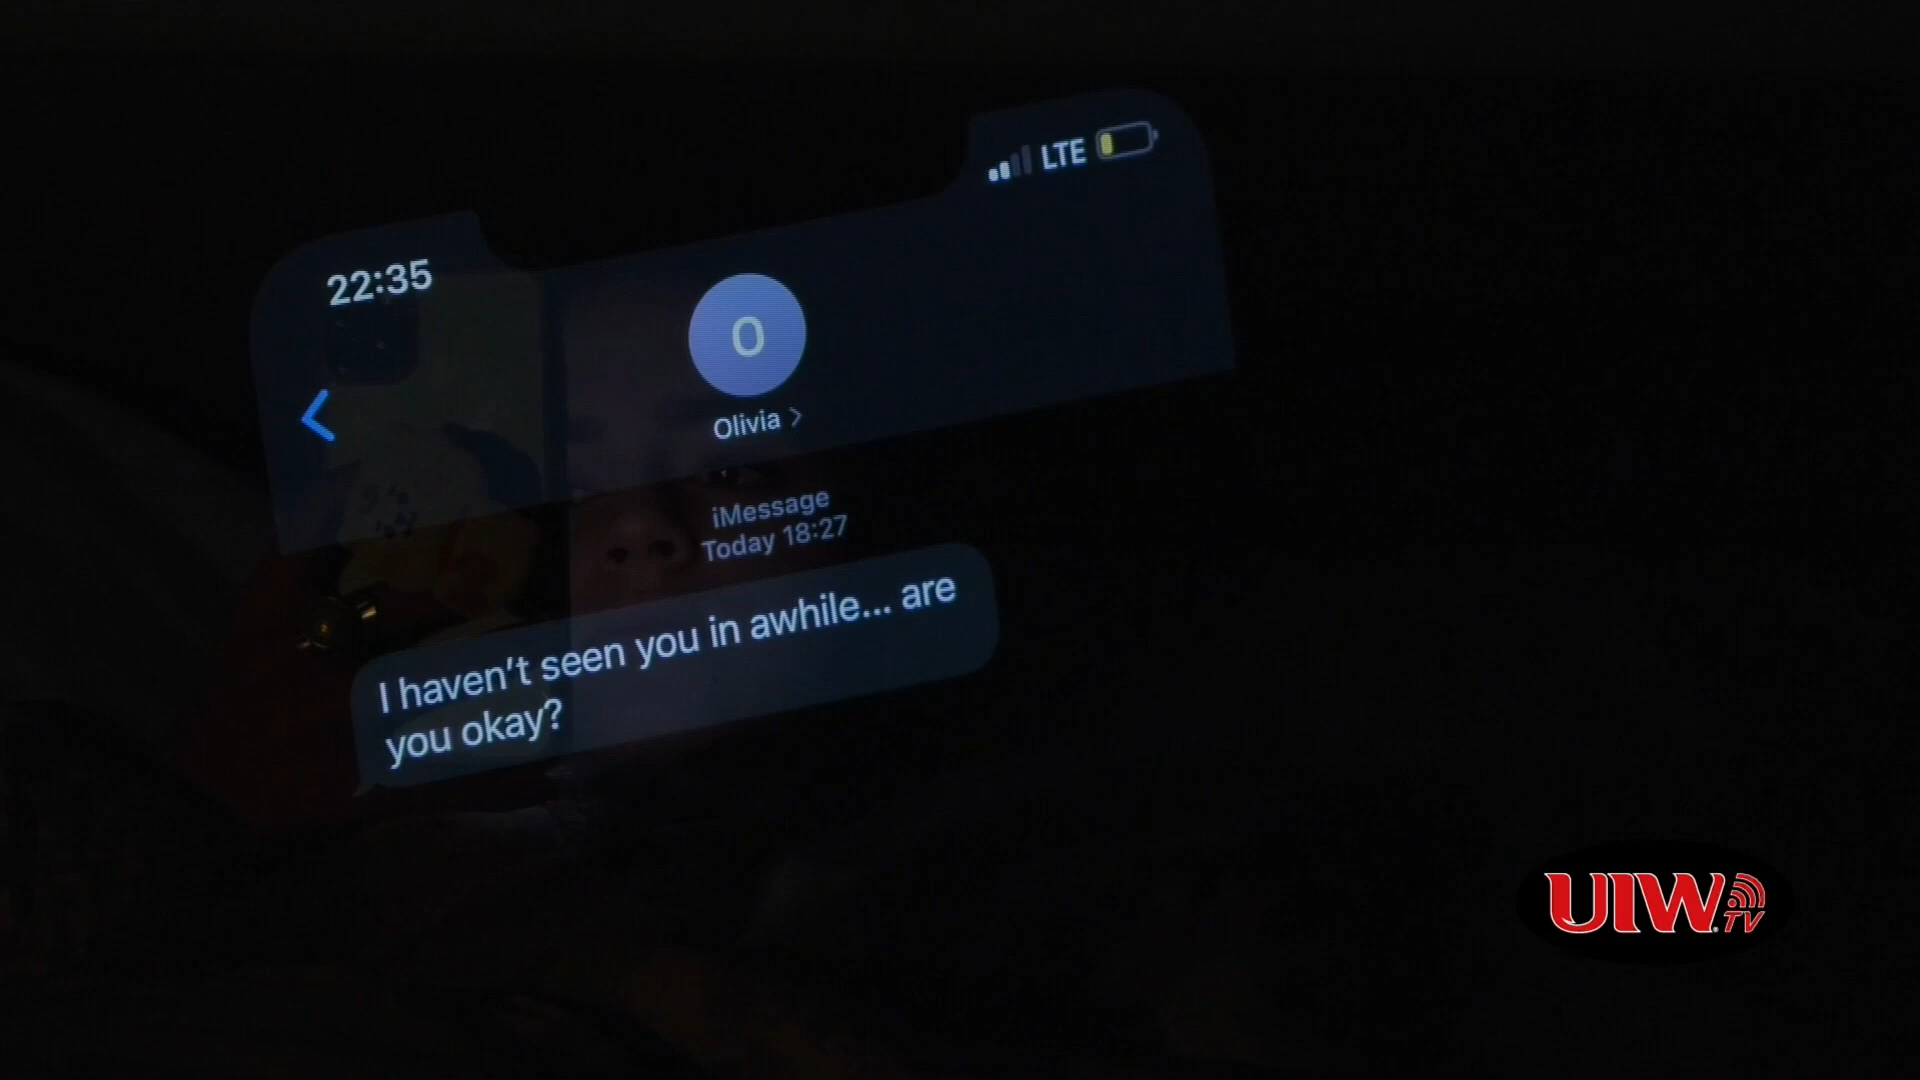 22:35
LTE
O
Olivia >
iMessage
Today 18:27
I haven't seen you in awhile... are
you okay?
UIW
TV